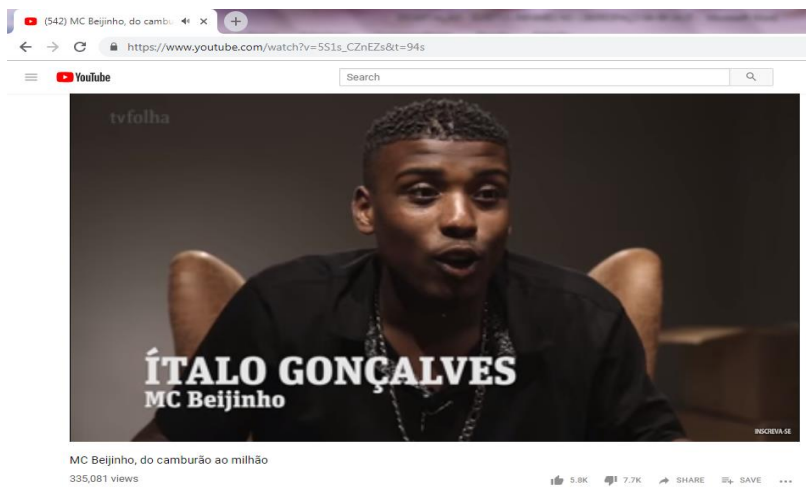 (542) MC Beijinho, do cambu
https://www.youtube.com/watch?v=5S1s_CZnEZs&t=94s
YouTube
Search
tvfolha
ÍTALO GONÇALVES
MC Beijinho
INSCREVA-SE
MC Beijinho, do camburão ao milhão
335,081 views
5.8K 7.7K SHARE SAVE